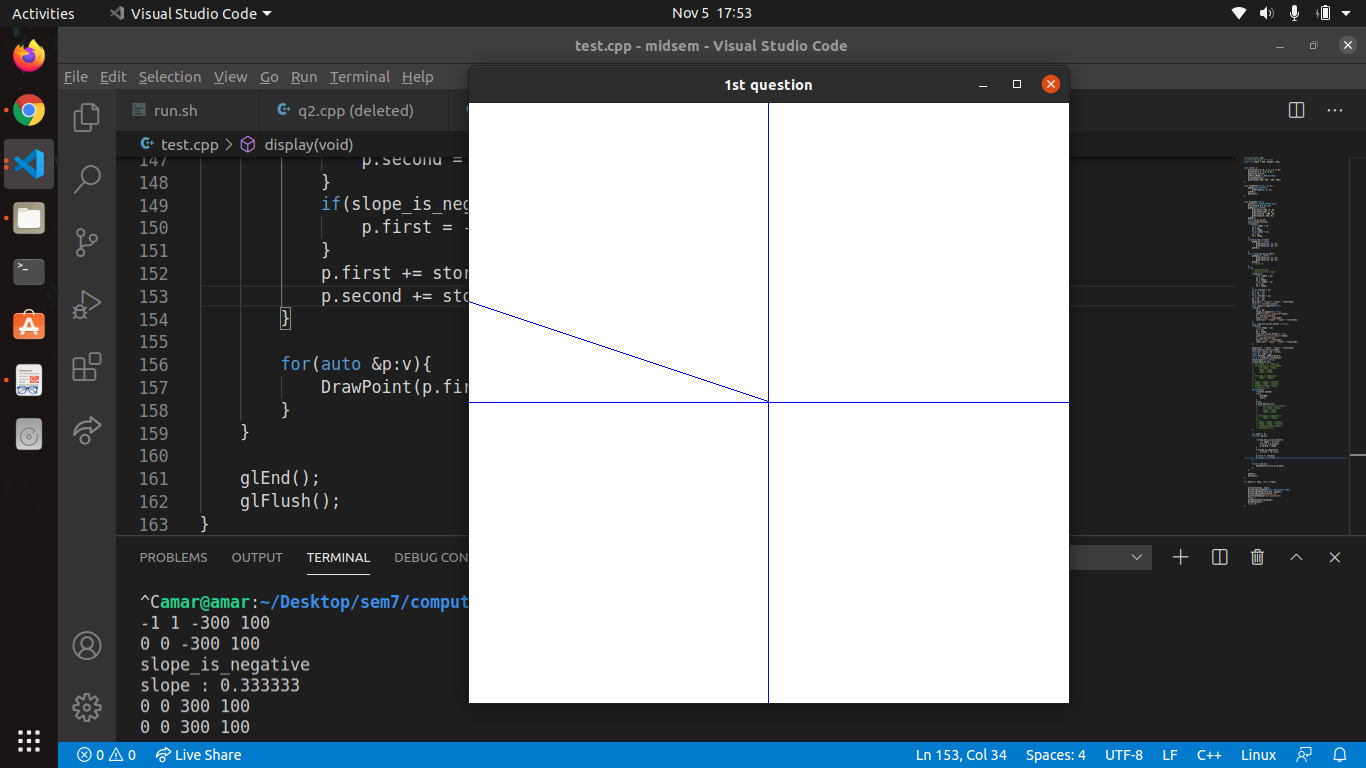 Activities Visual Studio Code Nov 5 17:53
test.cpp - midsem - Visual Studio Code
File Edit Selection View Go Run Terminal Help
1st question
run.sh q2.cpp (deleted)
test.cpp > display(void)
147 p.second =
148 }
149 if(slope_is_neg
150 p.first = -
151 }
152 p.first += stor
153 p.second += sto
154 }
155
156 for(auto &p:v){
157 DrawPoint(p.fir
158 }
159 }
160
161 glEnd();
162 glFlush();
163 }
PROBLEMS OUTPUT TERMINAL DEBUG CON
^Camar@amar:~/Desktop/sem7/comput
-1 1 -300 100
0 0 -300 100
slope_is_negative
slope : 0.333333
0 0 300 100
0 0 300 100
0 0 Live Share Ln 153, Col 34 Spaces: 4 UTF-8 LF C++ Linux